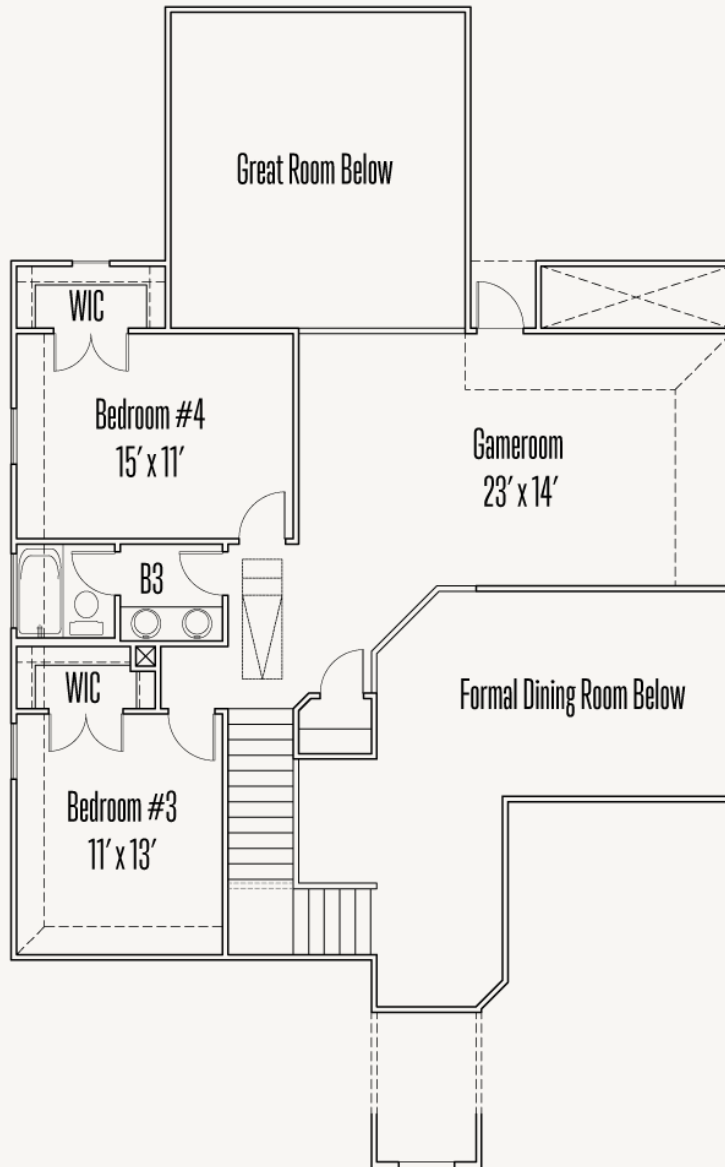 Great Room Below
WIC
Bedroom #4
15′ x 11′
Gameroom
23′ x 14′
B3
WIC
Formal Dining Room Below
Bedroom #3
11′ x 13′